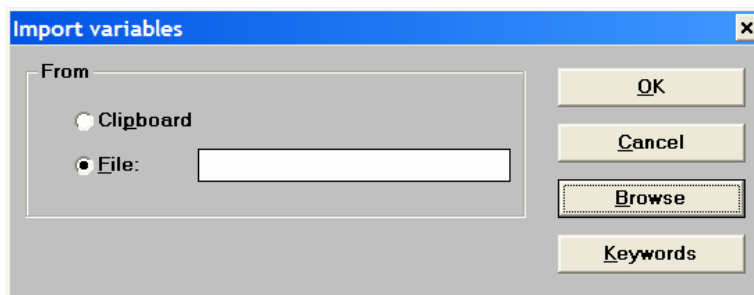 Import variables
From
Clipboard
File:
OK
Cancel
Browse
Keywords